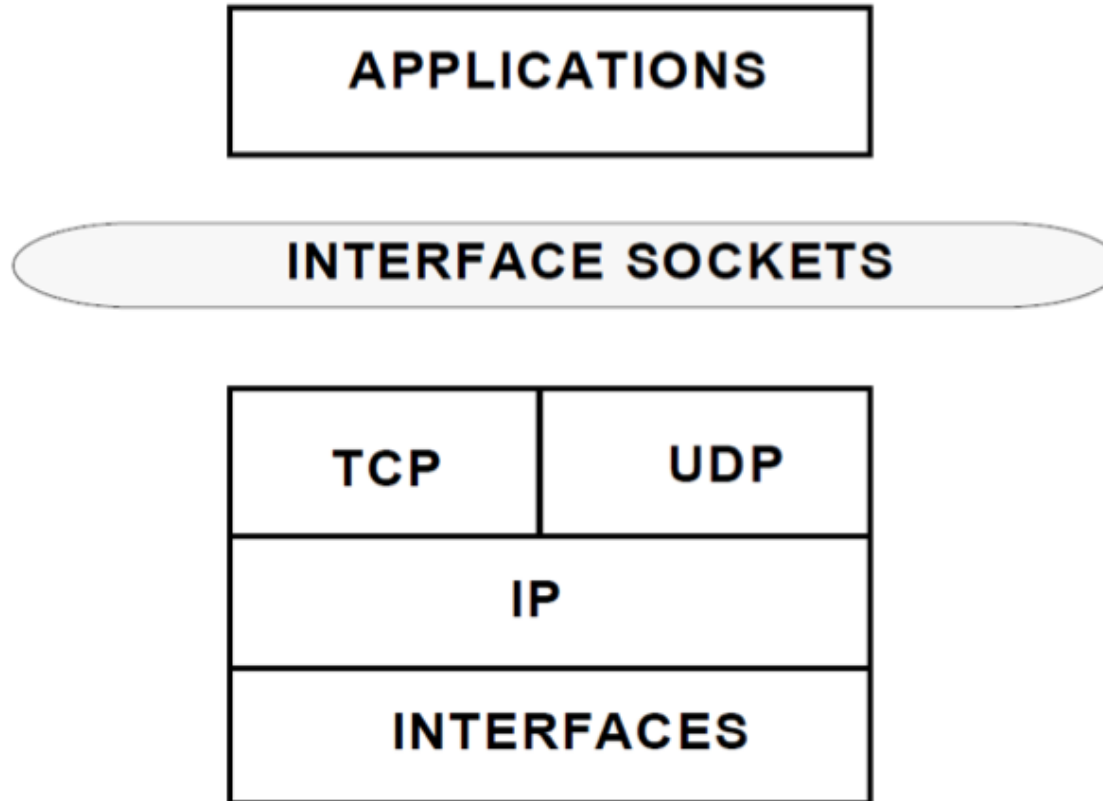 APPLICATIONS
INTERFACE SOCKETS
TCP
UDP
IP
INTERFACES